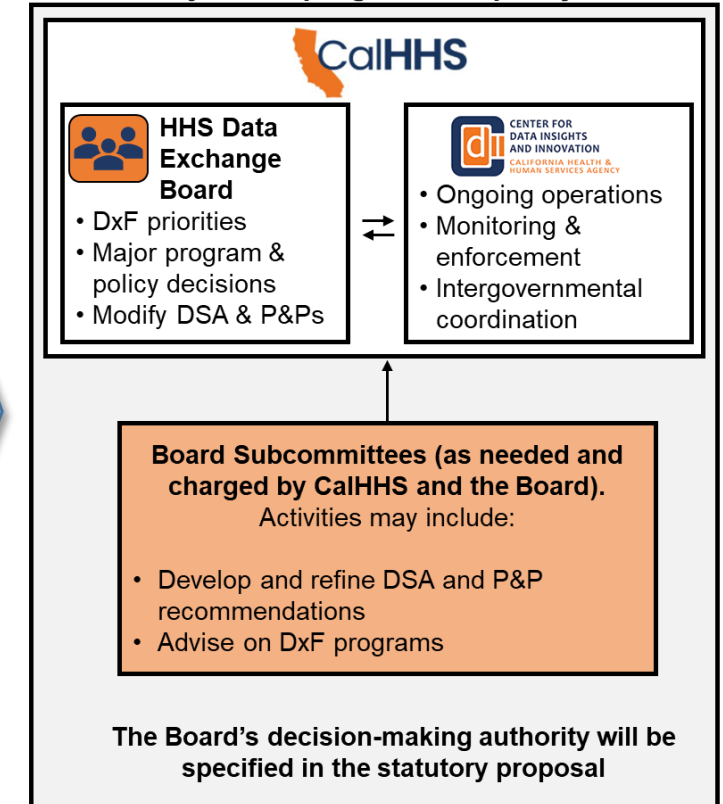 CalHHS
HHS Data
Exchange
Board
• DxF priorities
• Major program &
policy decisions
• Modify DSA & P&Ps
CENTER FOR
DATA INSIGHTS
AND INNOVATION
CALIFORNIA HEALTH &
HUMAN SERVICES AGENCY
• Ongoing operations
• Monitoring &
enforcement
• Intergovernmental
coordination
Board Subcommittees (as needed and
charged by CalHHS and the Board).
Activities may include:
• Develop and refine DSA and P&P
recommendations
• Advise on DxF programs
The Board's decision-making authority will be
specified in the statutory proposal